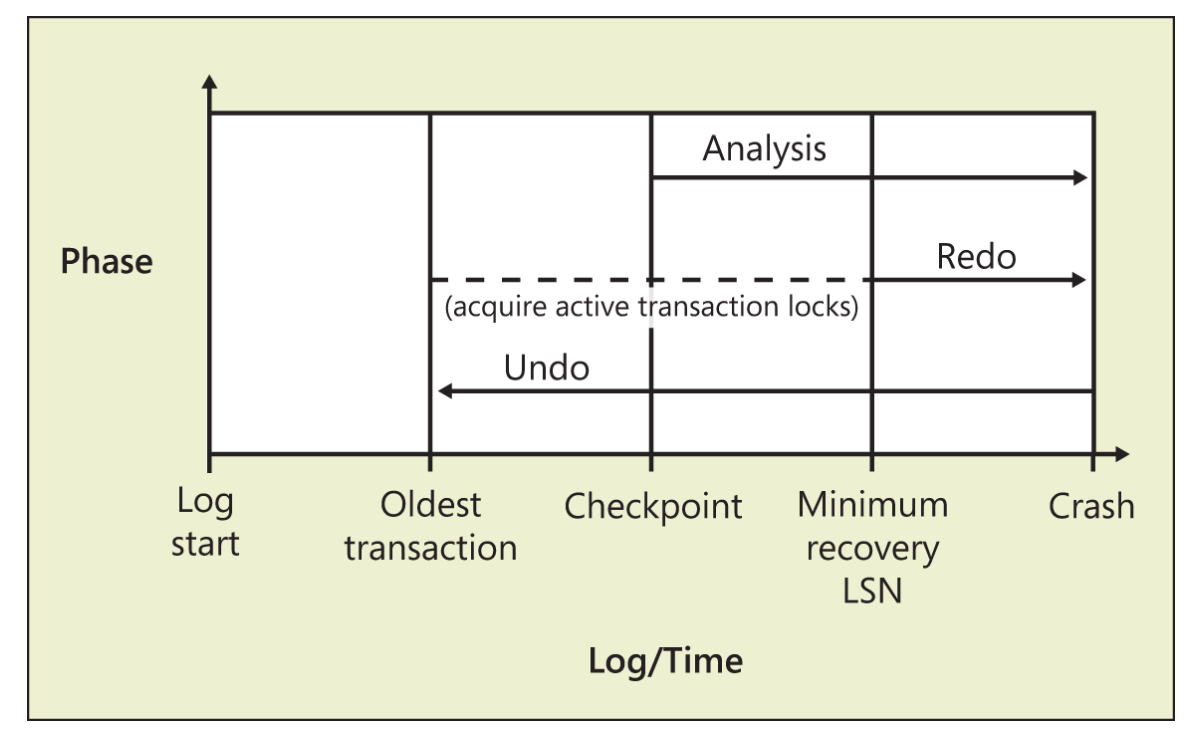 Analysis
Phase
Redo
(acquire active transaction locks)
Undo
Log
start
Oldest
transaction
Checkpoint
Minimum
recovery
LSN
Crash
Log/Time